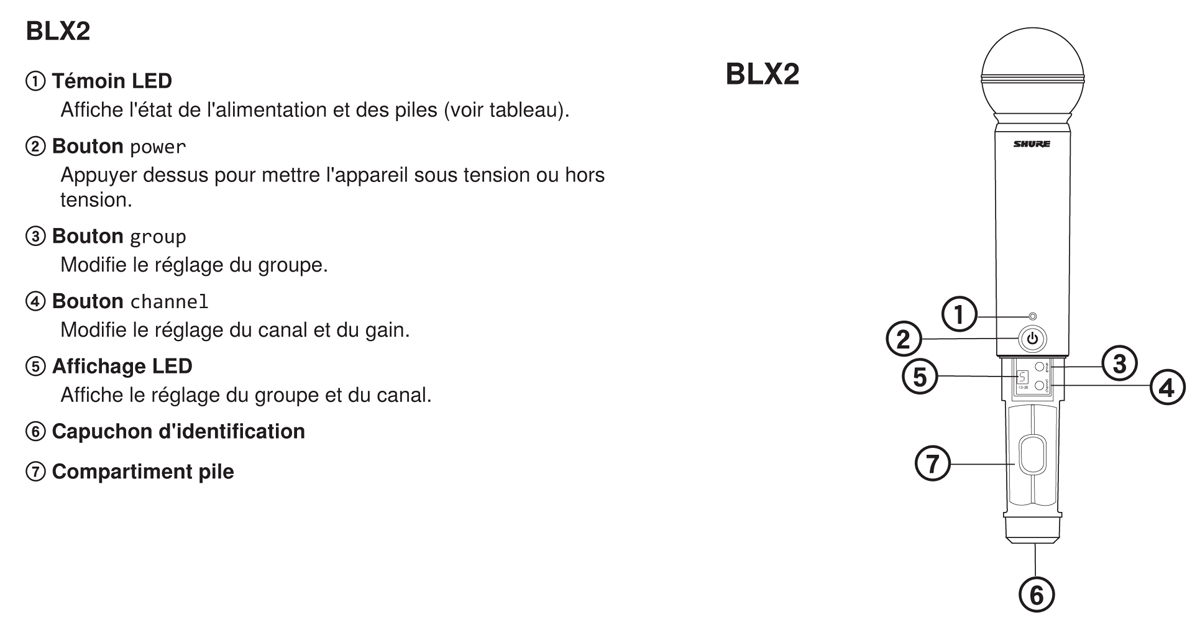 BLX2
① Témoin LED
Affiche l'état de l'alimentation et des piles (voir tableau).
② Bouton power
Appuyer dessus pour mettre l'appareil sous tension ou hors
tension.
③ Bouton group
Modifie le réglage du groupe.
④ Bouton channel
Modifie le réglage du canal et du gain.
⑤ Affichage LED
Affiche le réglage du groupe et du canal.
⑥ Capuchon d'identification
⑦ Compartiment pile
BLX2
SHURE
①
②
③
⑤
④
⑦
⑥